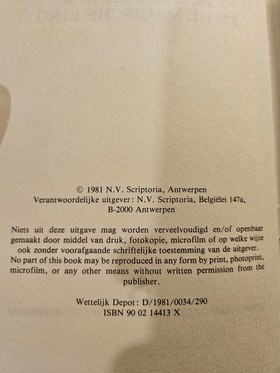 © 1981 N.V. Scriptoria, Antwerpen
Verantwoordelijke uitgever: N.V. Scriptoria, Belgiëlei 147a,
B-2000 Antwerpen
Niets uit deze uitgave mag worden verveelvoudigd en/of openbaar
gemaakt door middel van druk, fotokopie, microfilm of op welke wijze
ook zonder voorafgaande schriftelijke toestemming van de uitgever.
No part of this book may be reproduced in any form by print, photoprint,
microfilm, or any other means without written permission from the
publisher.
Wettelijk Depot: D/1981/0034/290
ISBN 90 02 14413 X